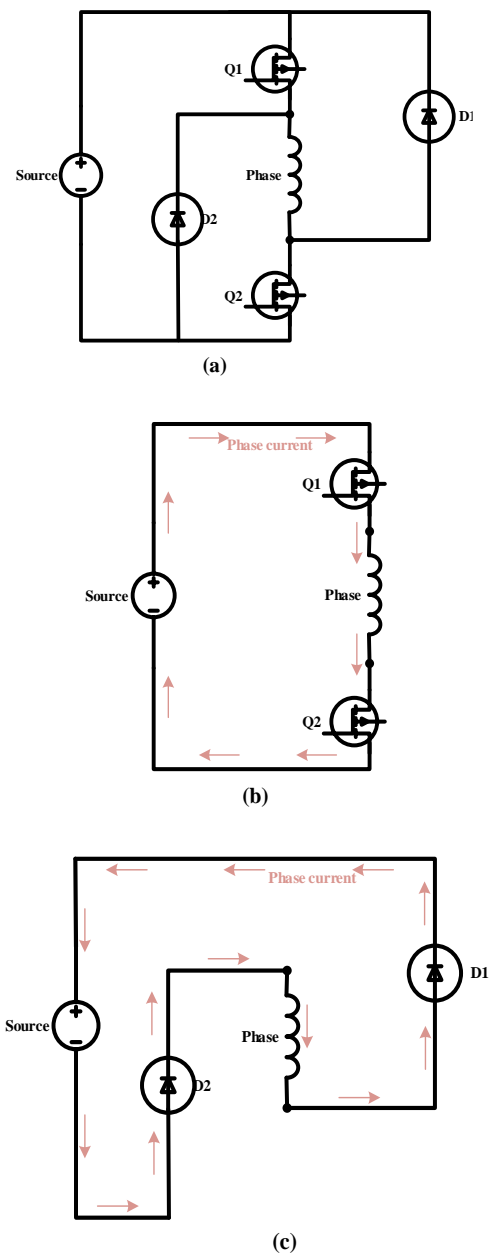 Q1
D1
+
Phase
Source
−
D2
Q2
(a)
Phase current
Q1
+
Source
−
Phase
Q2
(b)
Phase current
D1
+
Source
−
Phase
D2
(c)